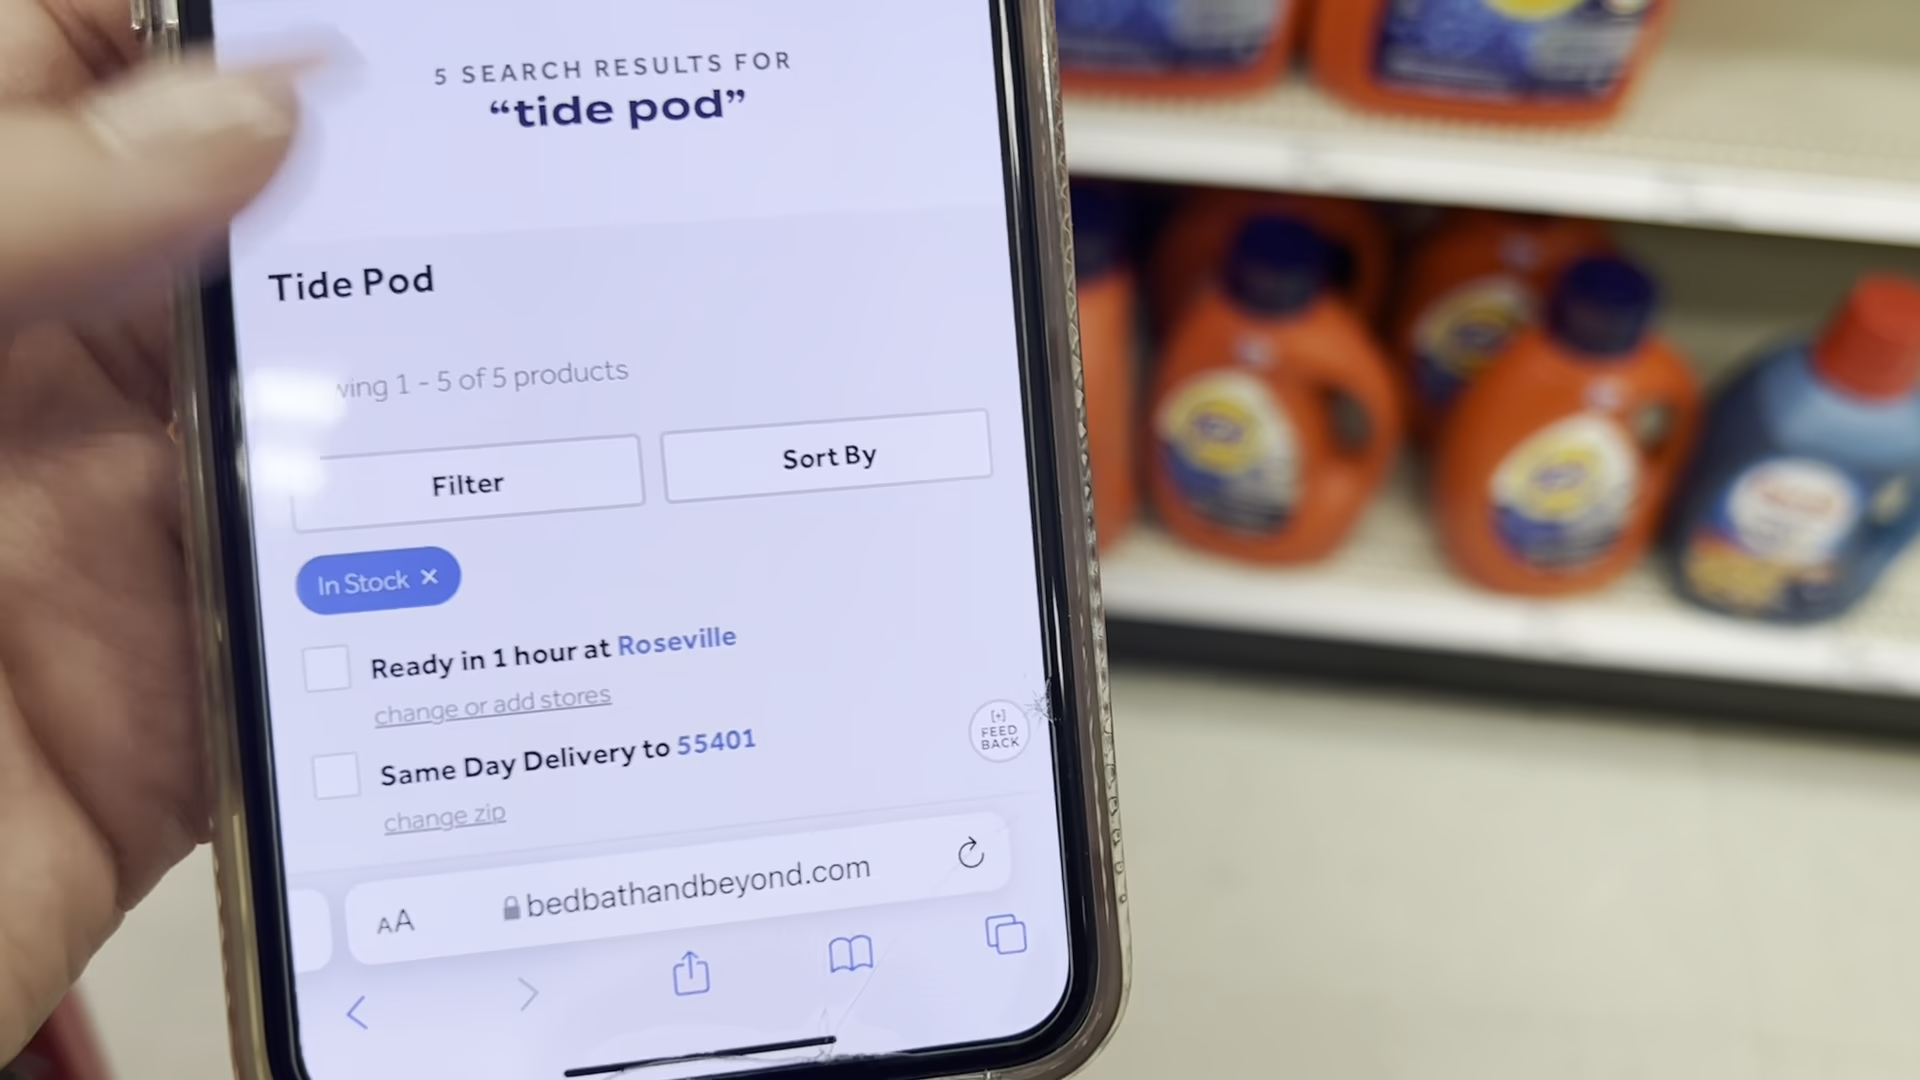 5 SEARCH RESULTS FOR
“tide pod”
Tide Pod
wing 1 - 5 of 5 products
Filter
Sort By
In Stock ×
Ready in 1 hour at Roseville
change or add stores
Same Day Delivery to 55401
change zip
[+]
FEED
BACK
AA
bedbathandbeyond.com